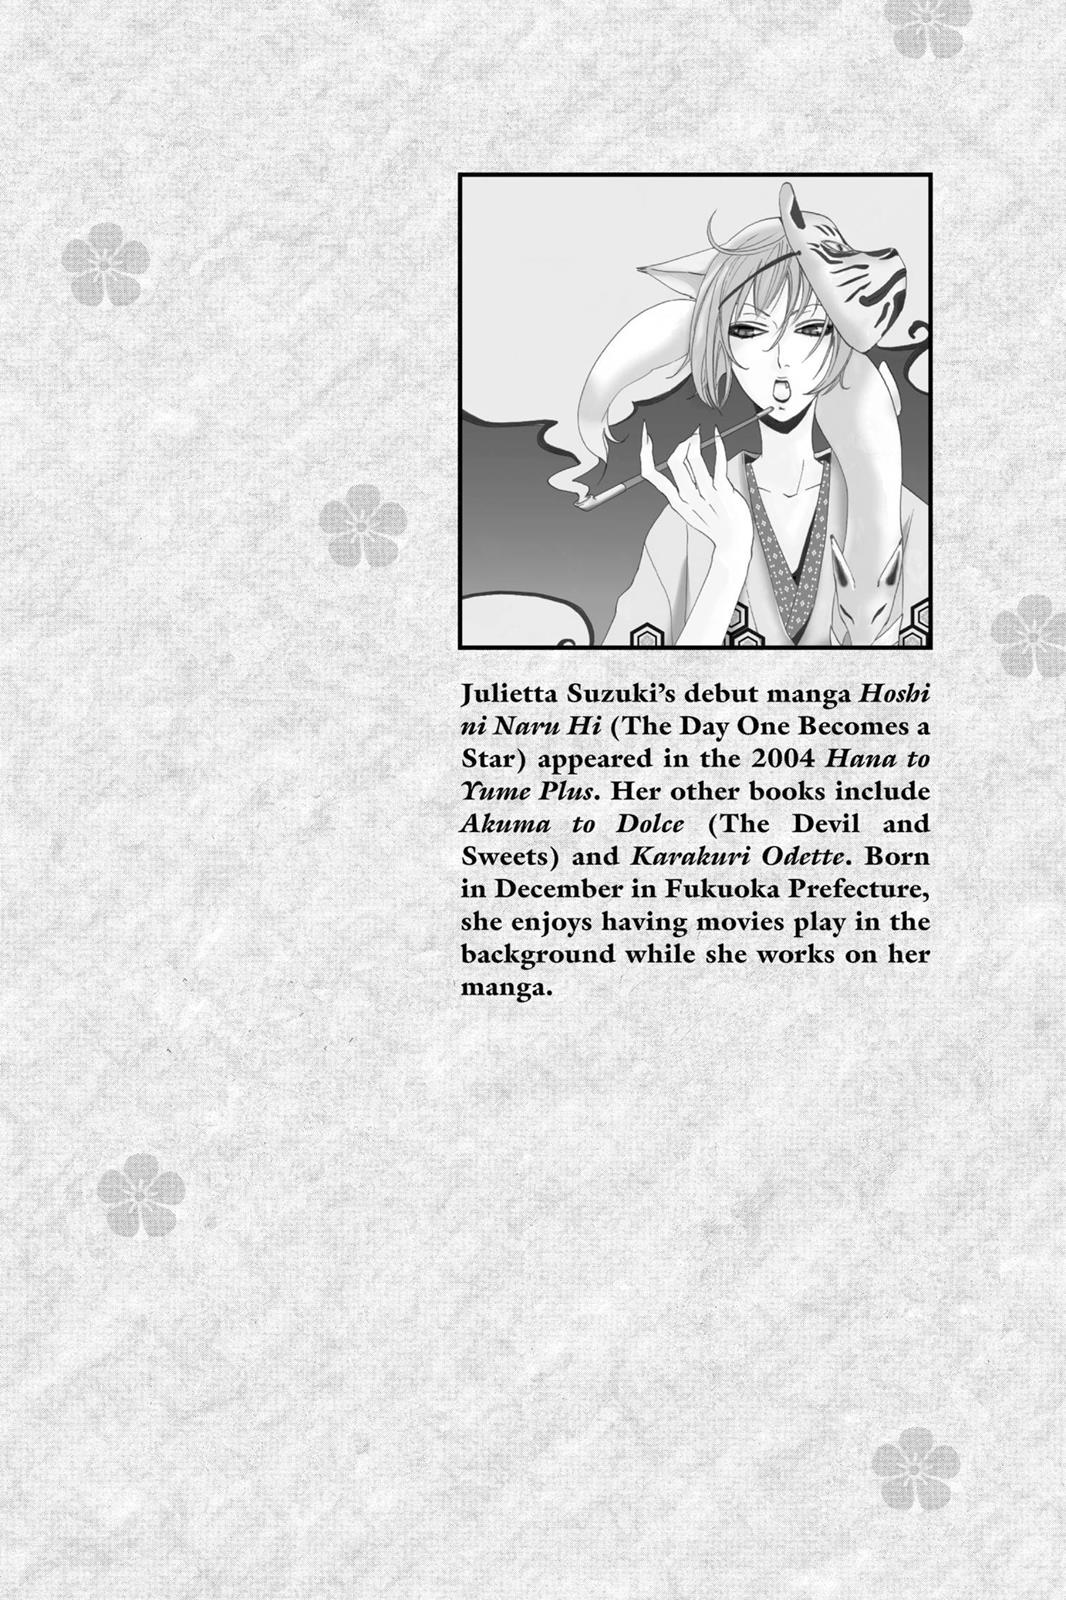 Julietta Suzuki’s debut manga Hoshi
ni Naru Hi (The Day One Becomes a
Star) appeared in the 2004 Hana to
Yume Plus. Her other books include
Akuma to Dolce (The Devil and
Sweets) and Karakuri Odette. Born
in December in Fukuoka Prefecture,
she enjoys having movies play in the
background while she works on her
manga.